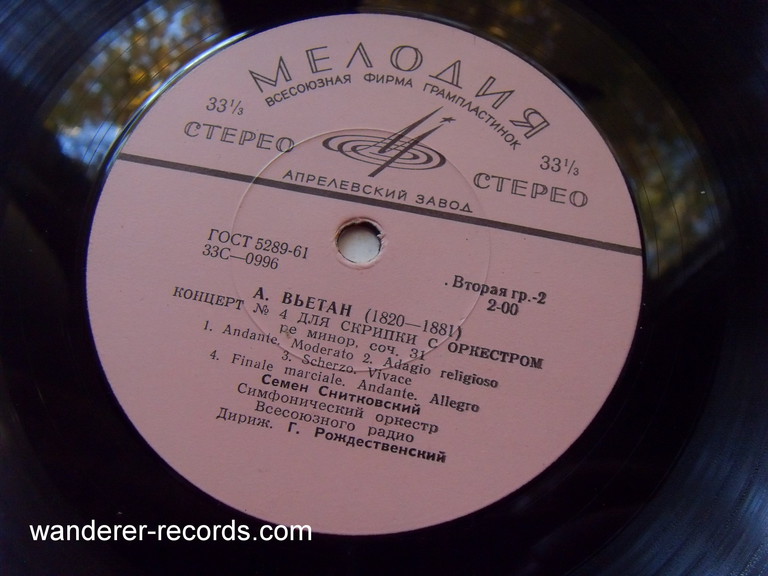 МЕЛОДИЯ
ВСЕСОЮЗНАЯ ФИРМА ГРАМПЛАСТИНОК
33⅓
СТЕРЕО
33⅓
СТЕРЕО
АПРЕЛЕВСКИЙ ЗАВОД
ГОСТ 5289-61
33С—0996
Вторая гр.-2
2-00
А. ВЬЕТАН (1820—1881)
КОНЦЕРТ № 4 ДЛЯ СКРИПКИ С ОРКЕСТРОМ
ре минор, соч. 31
1. Andante. Moderato 2. Adagio religioso
3. Scherzo. Vivace
4. Finale marciale. Andante. Allegro
Семен Снитковский
Симфонический оркестр
Всесоюзного радио
Дириж. Г. Рождественский
wanderer-records.com